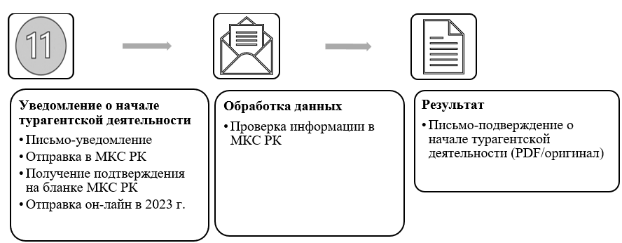 11
Уведомление о начале
турагентской деятельности
•Письмо-уведомление
•Отправка в МКС РК
•Получение подтверждения
на бланке МКС РК
•Отправка он-лайн в 2023 г.
Обработка данных
•Проверка информации в
МКС РК
Результат
•Письмо-подверждение о
начале турагентской
деятельности (PDF/оригинал)